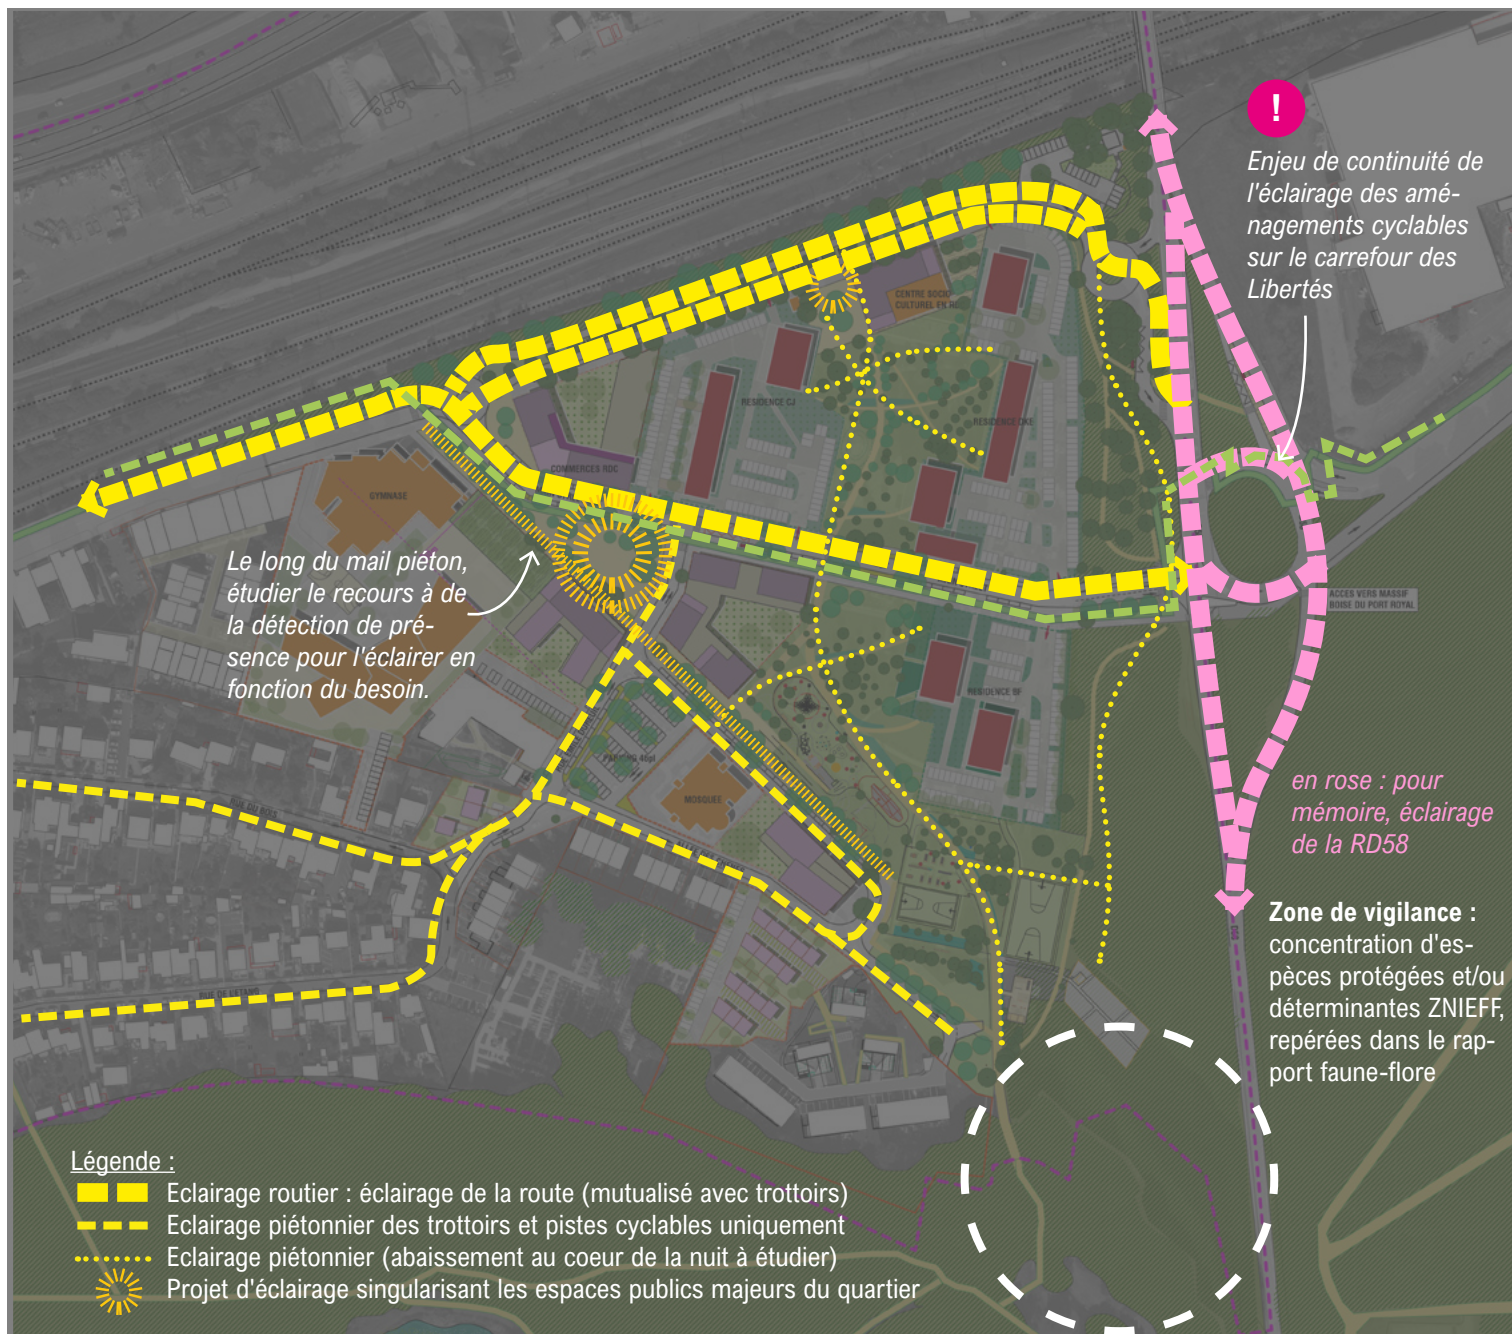 !
Enjeu de continuité de
l'éclairage des amé-
nagements cyclables
sur le carrefour des
Libertés
CENTRE SOCIO
CULTUREL EN R
RESIDENCE CJ
RESIDENCE DKE
COMMERCES RDC
GYMNASE
Le long du mail piéton,
étudier le recours à de
la détection de pré-
sence pour l'éclairer en
fonction du besoin.
ACCES VERS MASSIF
BOISE DU PORT ROYAL
RESIDENCE BF
MOSQUEE
RUE DE L'ETANG
en rose : pour
mémoire, éclairage
de la RD58
Zone de vigilance :
concentration d'es-
pèces protégées et/ou
déterminantes ZNIEFF,
repérées dans le rap-
port faune-flore
Légende :
Eclairage routier : éclairage de la route (mutualisé avec trottoirs)
Eclairage piétonnier des trottoirs et pistes cyclables uniquement
Eclairage piétonnier (abaissement au coeur de la nuit à étudier)
Projet d'éclairage singularisant les espaces publics majeurs du quartier